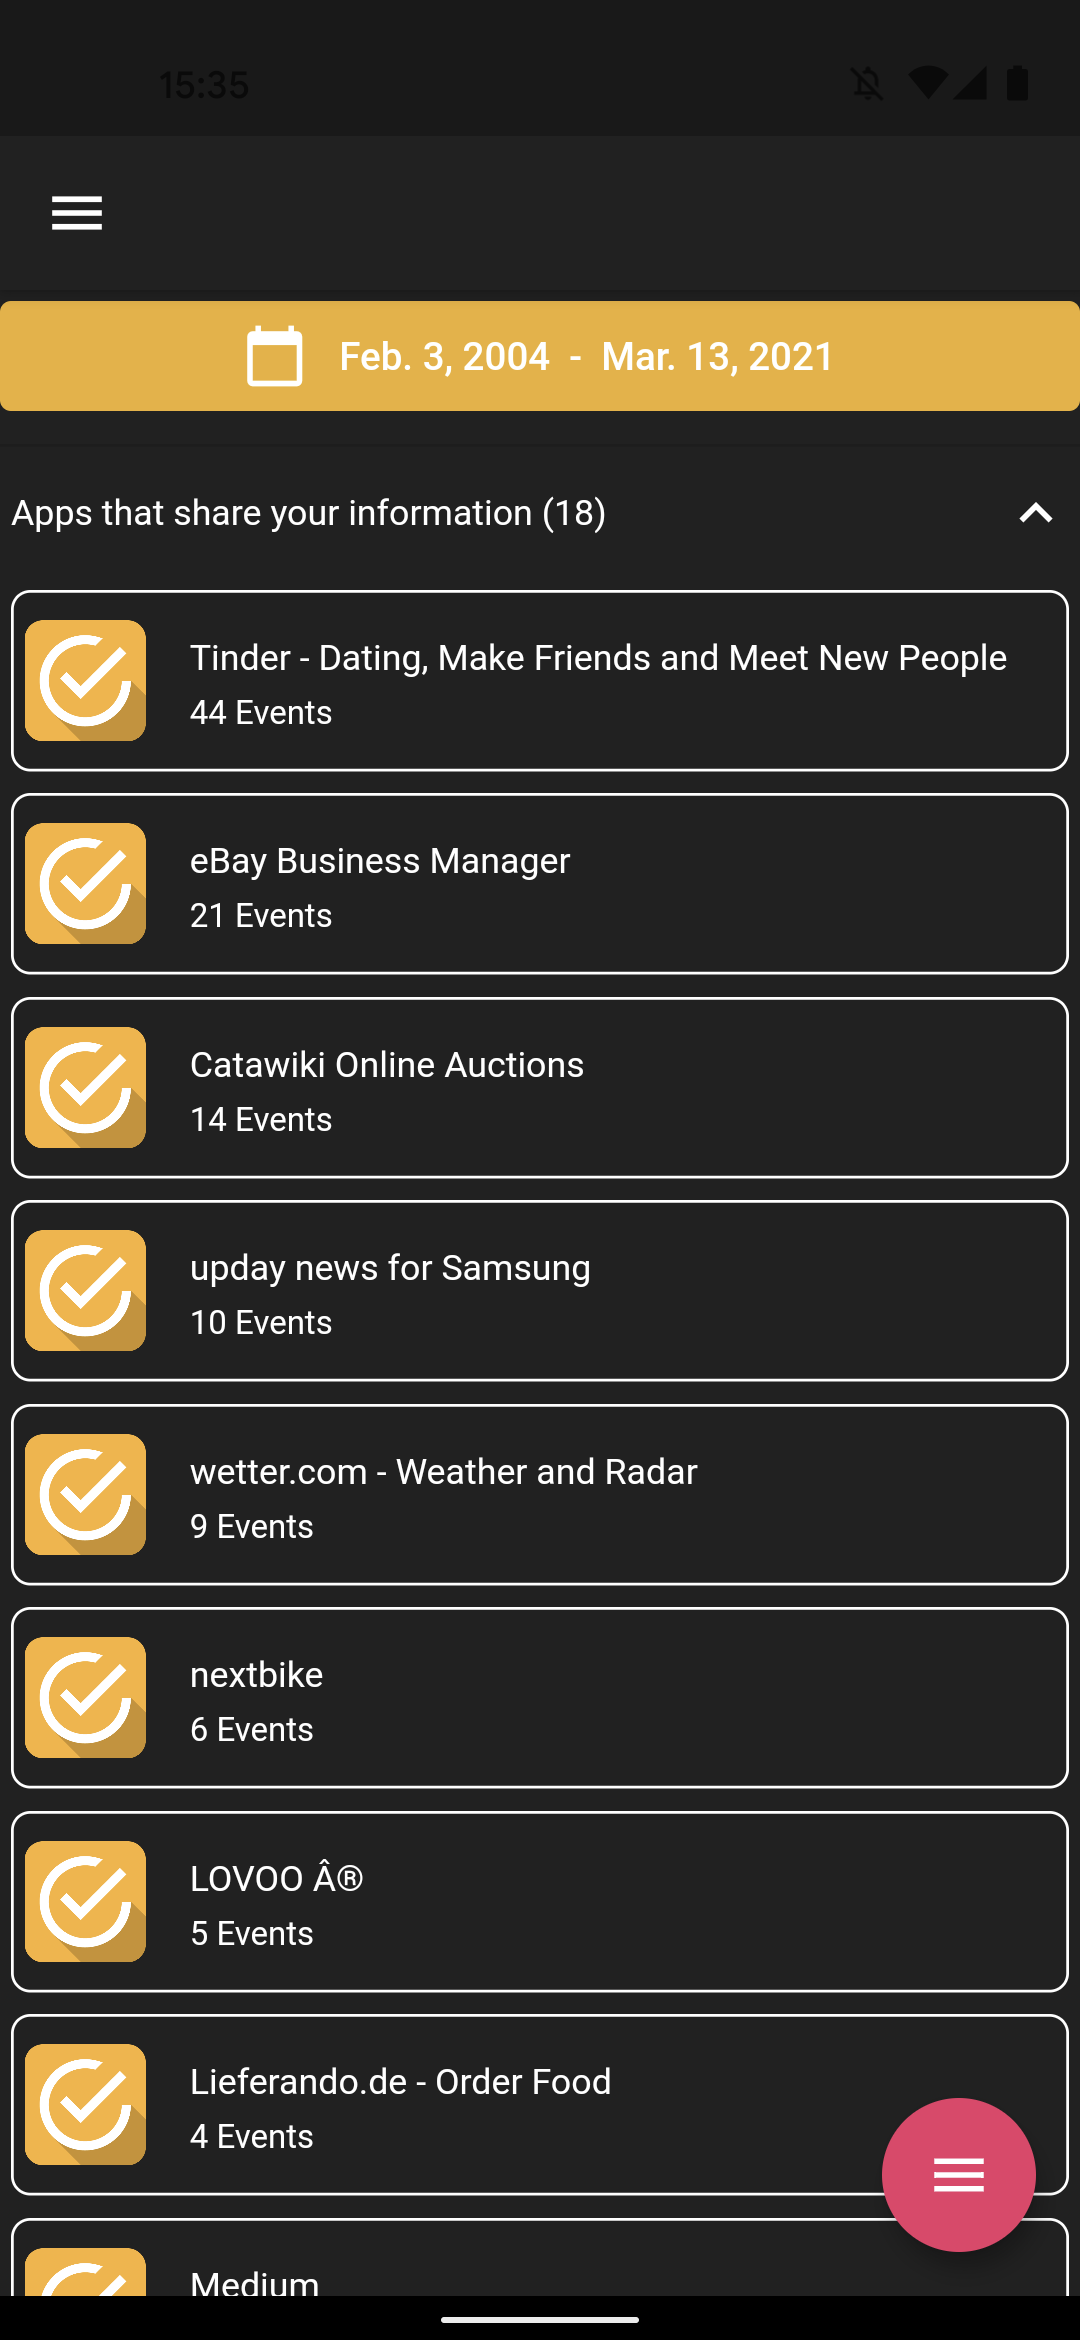 15:35
Feb. 3, 2004 - Mar. 13, 2021
Apps that share your information (18)
Tinder - Dating, Make Friends and Meet New People
44 Events
eBay Business Manager
21 Events
Catawiki Online Auctions
14 Events
upday news for Samsung
10 Events
wetter.com - Weather and Radar
9 Events
nextbike
6 Events
LOVOO Â®
5 Events
Lieferando.de - Order Food
4 Events
Medium